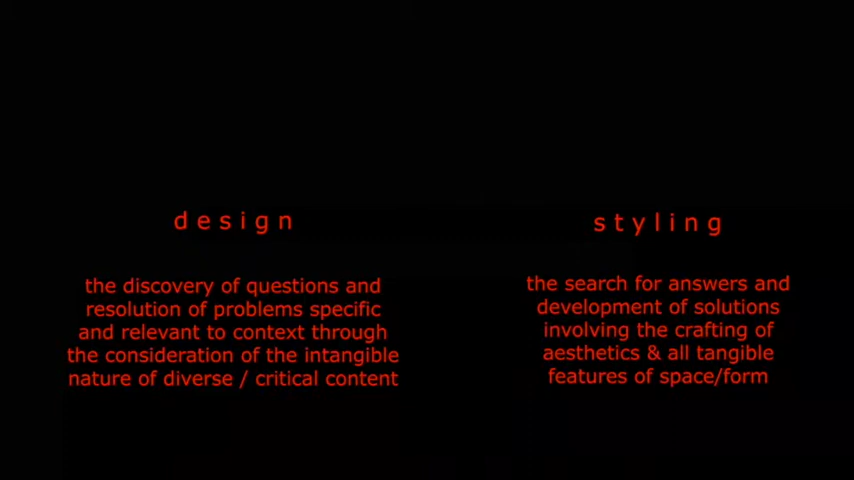 d e s i g n
the discovery of questions and
resolution of problems specific
and relevant to context through
the consideration of the intangible
nature of diverse / critical content
s t y l i n g
the search for answers and
development of solutions
involving the crafting of
aesthetics & all tangible
features of space/form